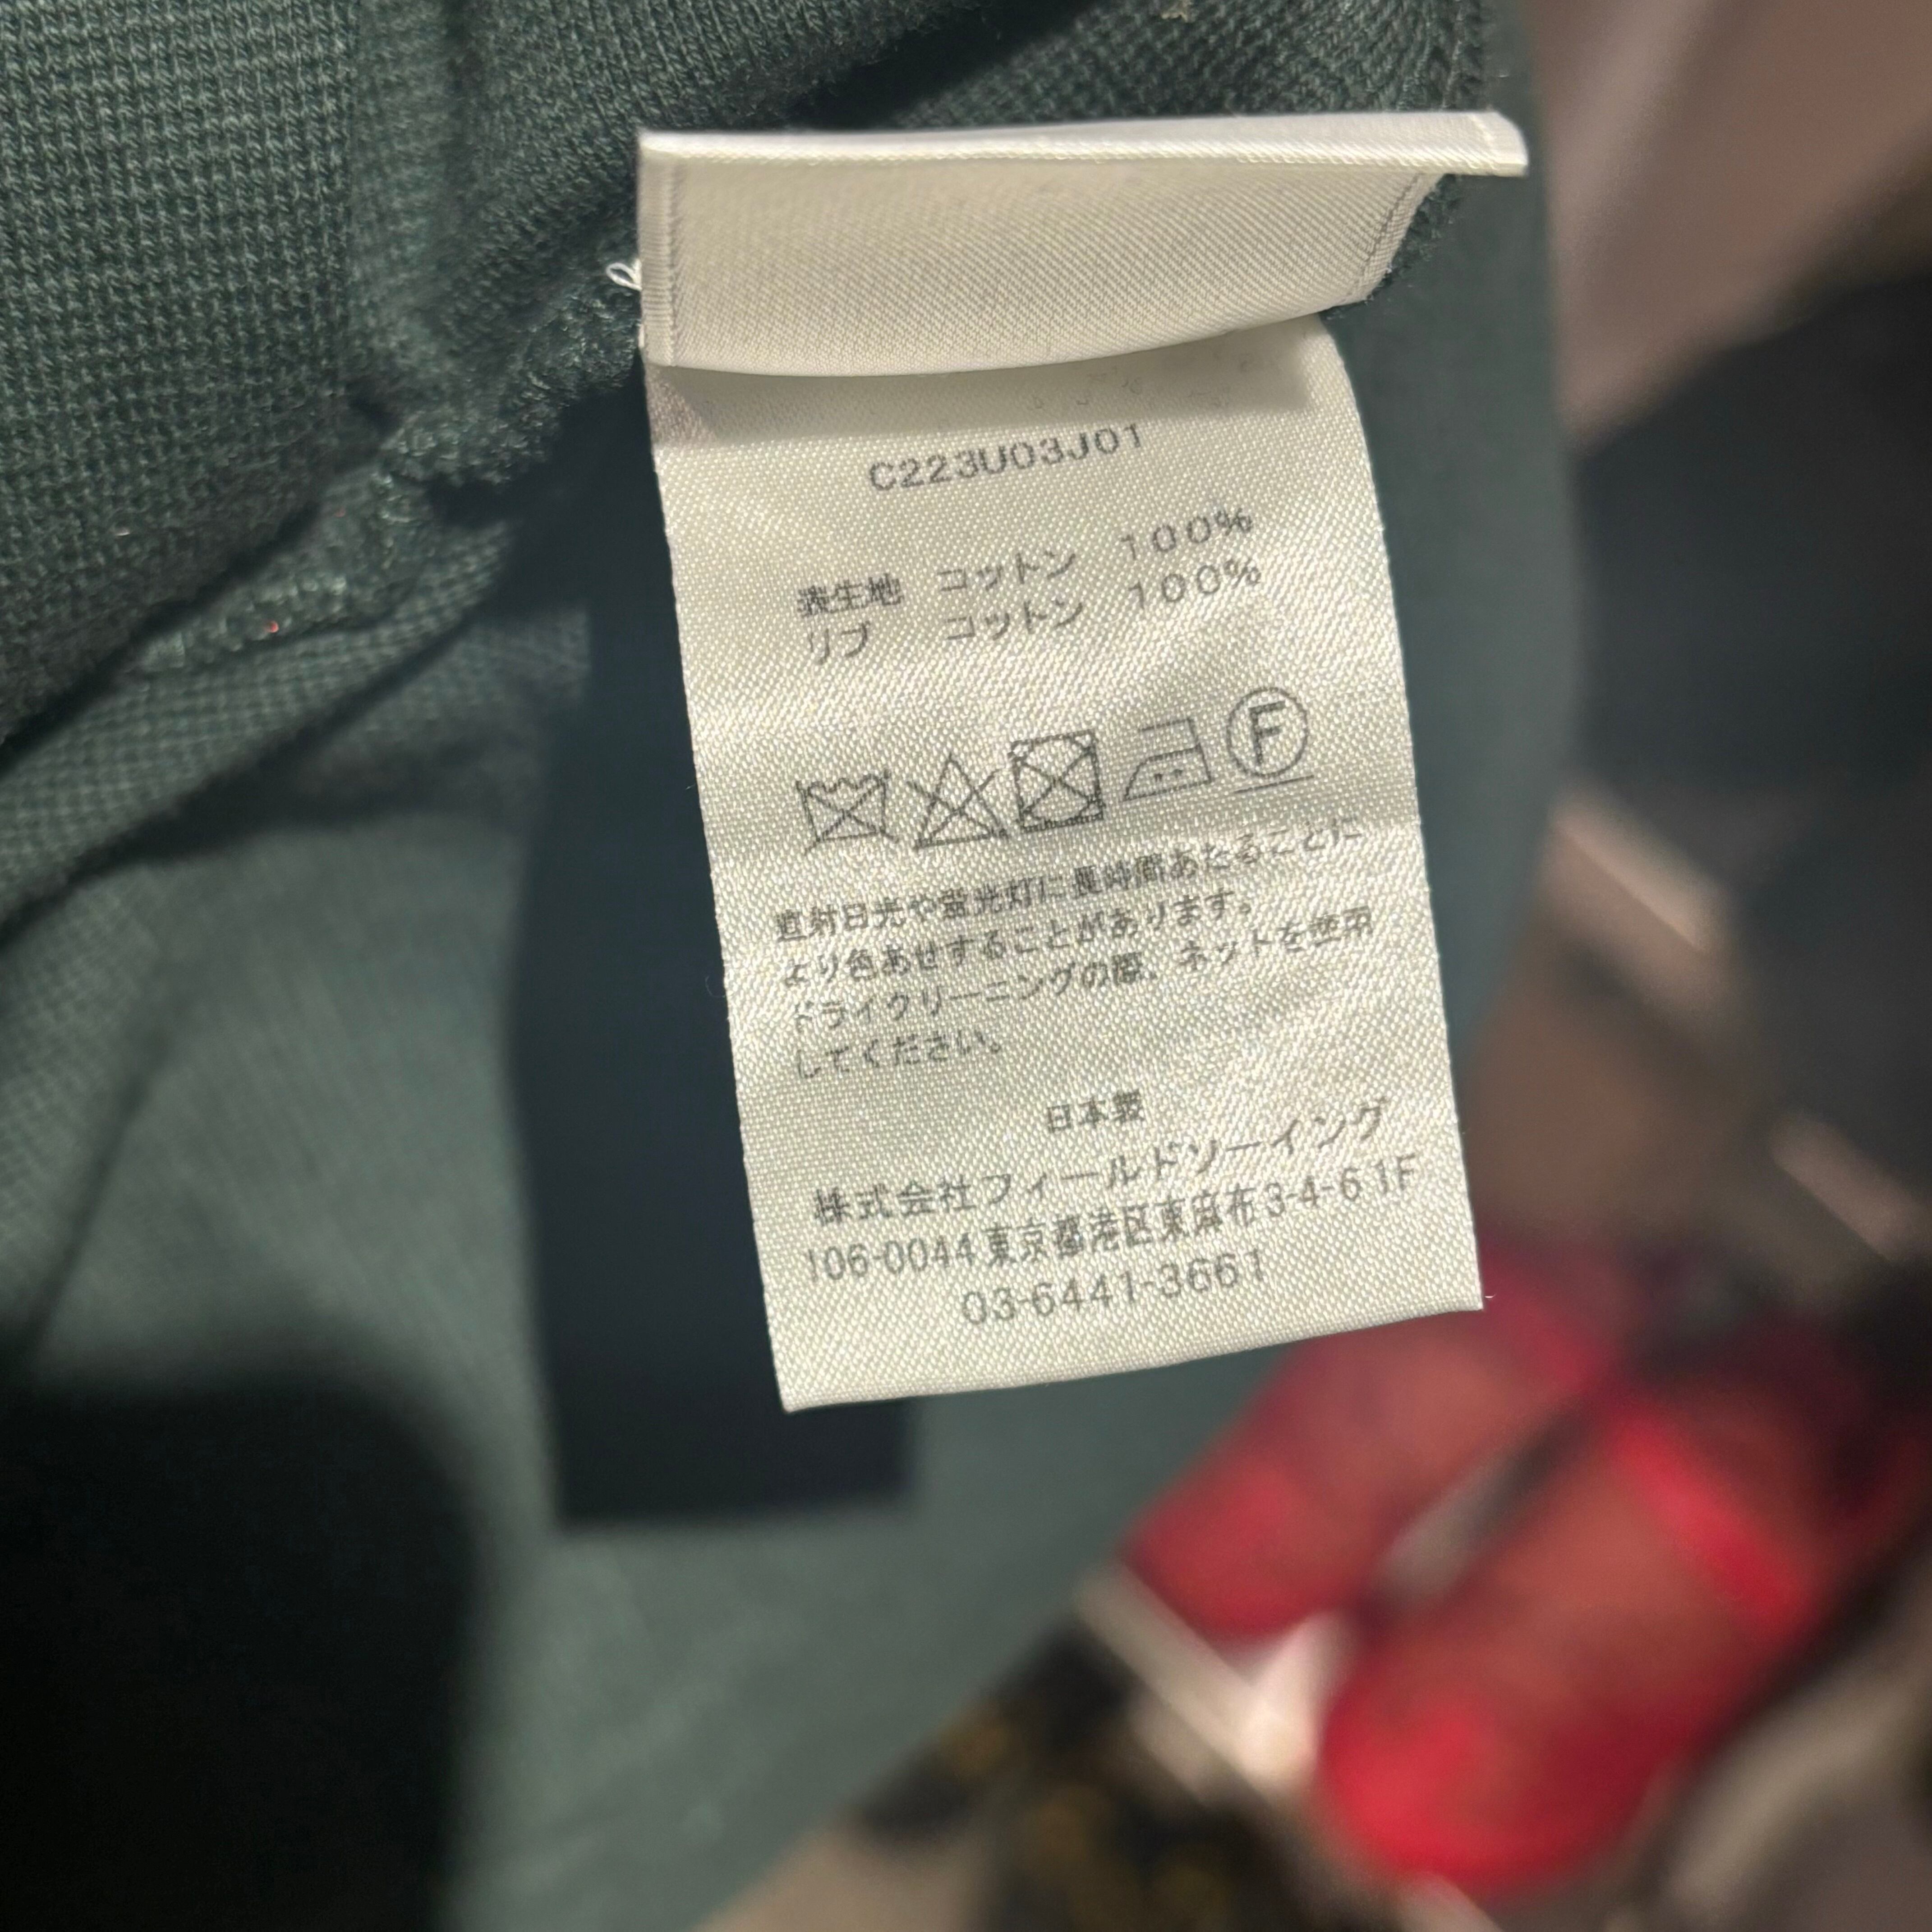 C223U03J01
表生地 コットン 100%
リブ コットン 100%
F
直射日光や蛍光灯に長時間あたることに
より色あせすることがあります。
ドライクリーニングの際、ネットを使用
してください。
日本製
株式会社フィールドソーイング
106-0044 東京都港区東麻布3-4-6 1F
03-6441-3661